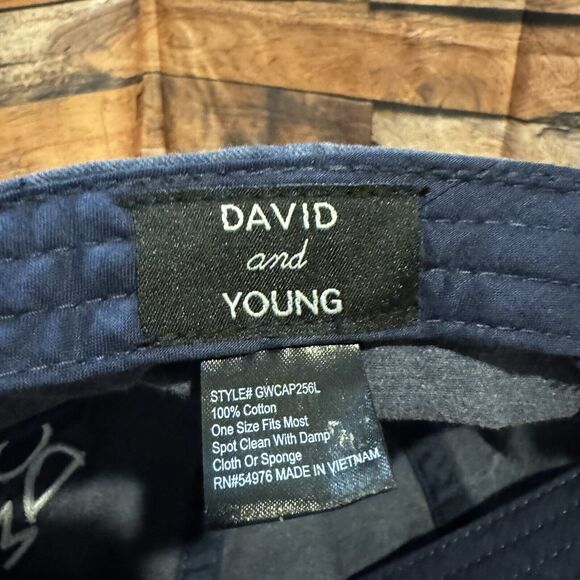 DAVID
and
YOUNG
STYLE# GWCAP256L
100% Cotton
One Size Fits Most
Spot Clean With Damp
Cloth Or Sponge
RN#54976 MADE IN VIETNAM